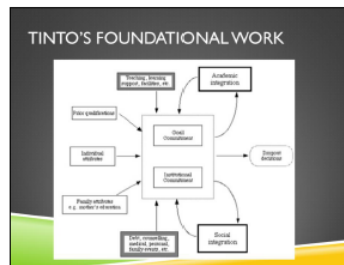 TINTO'S FOUNDATIONAL WORK
Teaching, learning
support, facilities, etc
Academic
integration
Prior qualifications
Goal
Commitment
Individual
attributes
Dropout
decisions
Institutional
Commitment
Family attributes
e.g. mother's education
Debt, counselling,
medical, personal,
family events, etc.
Social
integration